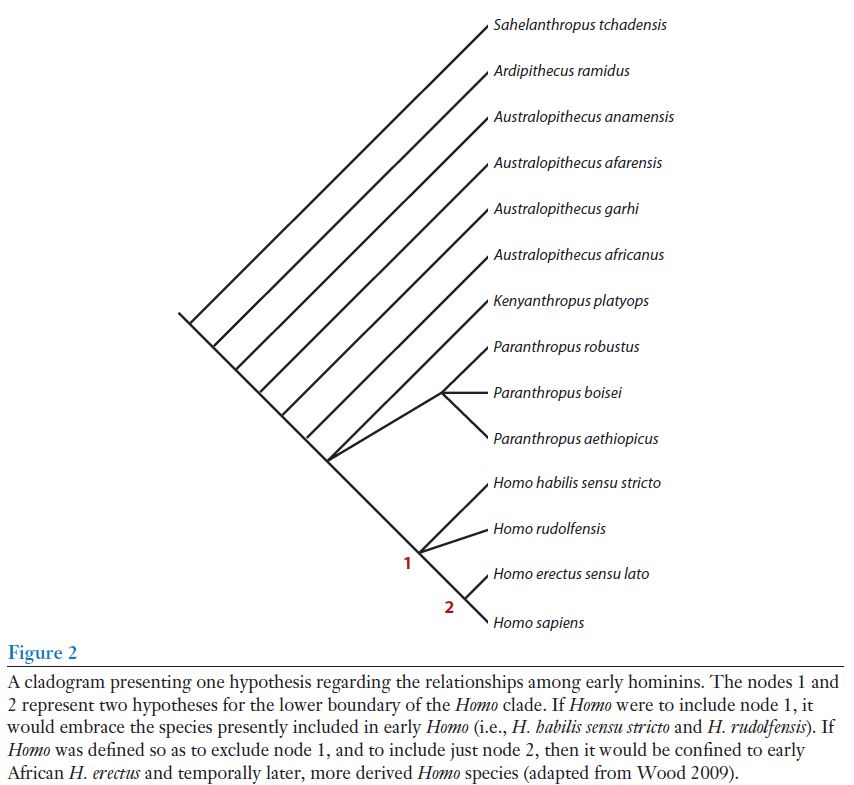 Sahelanthropus tchadensis
Ardipithecus ramidus
Australopithecus anamensis
Australopithecus afarensis
Australopithecus garhi
Australopithecus africanus
Kenyanthropus platyops
Paranthropus robustus
Paranthropus boisei
Paranthropus aethiopicus
Homo habilis sensu stricto
Homo rudolfensis
1
Homo erectus sensu lato
2
Homo sapiens
Figure 2
A cladogram presenting one hypothesis regarding the relationships among early hominins. The nodes 1 and
2 represent two hypotheses for the lower boundary of the Homo clade. If Homo were to include node 1, it
would embrace the species presently included in early Homo (i.e., H. habilis sensu stricto and H. rudolfensis). If
Homo was defined so as to exclude node 1, and to include just node 2, then it would be confined to early
African H. erectus and temporally later, more derived Homo species (adapted from Wood 2009).